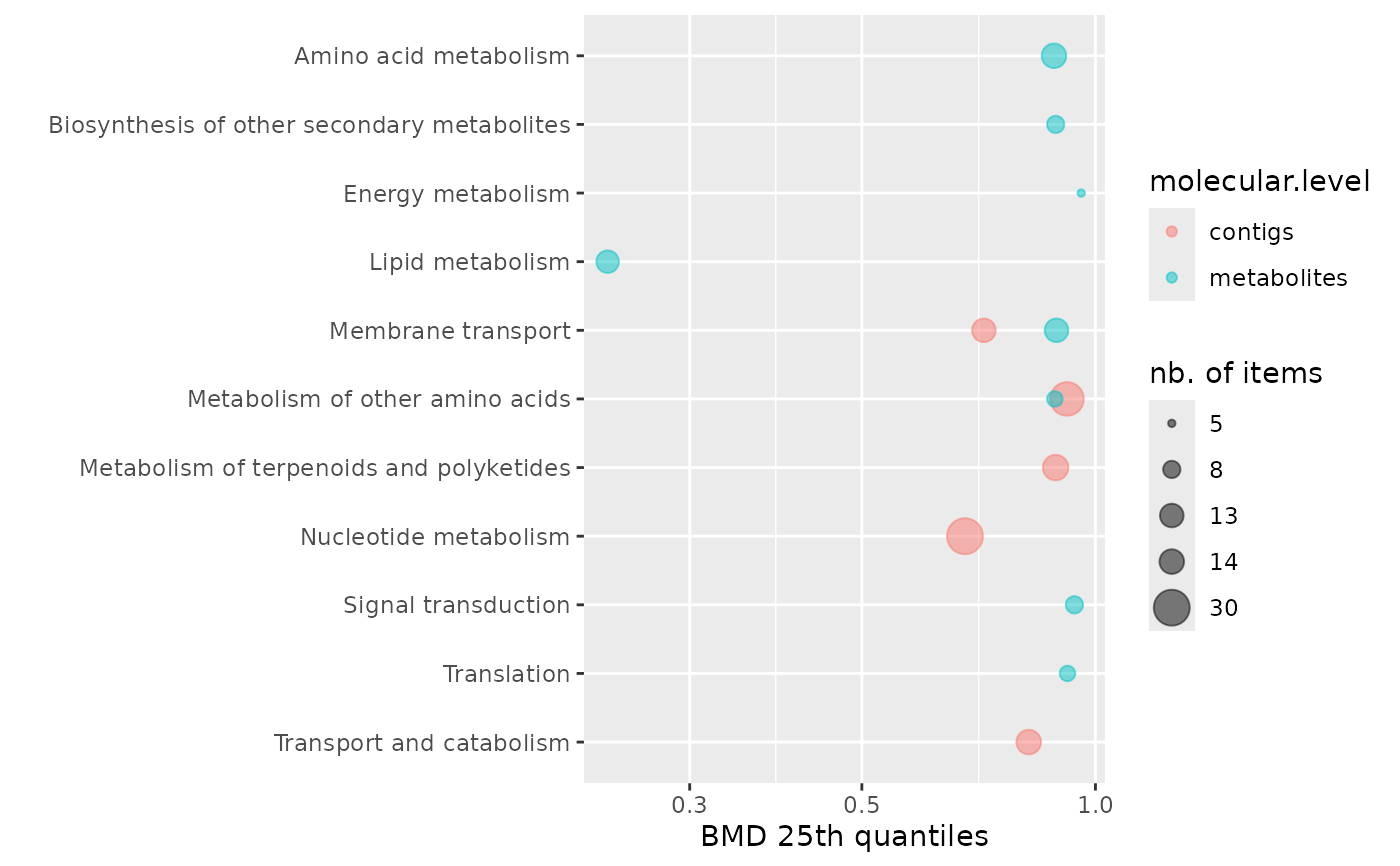 Amino acid metabolism
Biosynthesis of other secondary metabolites
Energy metabolism
Lipid metabolism
Membrane transport
Metabolism of other amino acids
Metabolism of terpenoids and polyketides
Nucleotide metabolism
Signal transduction
Translation
Transport and catabolism
0.3 0.5 1.0
BMD 25th quantiles
molecular.level
contigs
metabolites
nb. of items
5
8
13
14
30